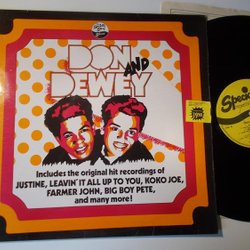 DON
AND
DEWEY
Includes the original hit recordings of
JUSTINE, LEAVIN' IT ALL UP TO YOU, KOKO JOE,
FARMER JOHN, BIG BOY PETE,
and many more!
Specia